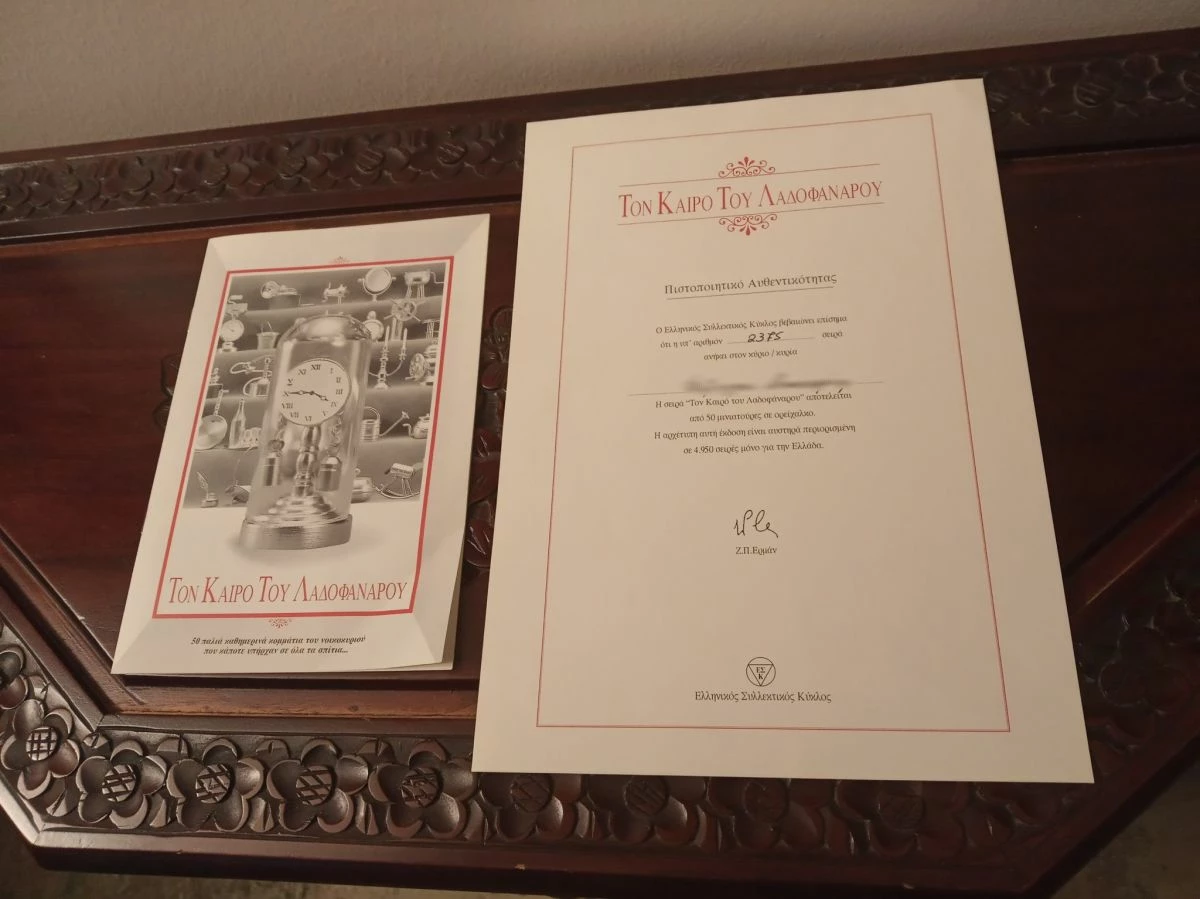 ΤΟΝ ΚΑΙΡΟ ΤΟΥ ΛΑΔΟΦΑΝΑΡΟΥ
50 παλιά καθημερινά κομμάτια του νοικοκυριού
που κάποτε υπήρχαν σε όλα τα σπίτια...
ΤΟΝ ΚΑΙΡΟ ΤΟΥ ΛΑΔΟΦΑΝΑΡΟΥ
Πιστοποιητικό Αυθεντικότητας
Ο Ελληνικός Συλλεκτικός Κύκλος βεβαιώνει επίσημα
ότι η υπ' αριθμόν 2375 σειρά
ανήκει στον κύριο / κυρία
Η σειρά "Τον Καιρό του Λαδοφάναρου" αποτελείται
από 50 μινιατούρες σε ορείχαλκο.
Η αρχέτυπη αυτή έκδοση είναι αυστηρά περιορισμένη
σε 4.950 σειρές μόνο για την Ελλάδα.
Ζ.Π.Ερμάν
ΕΣ
Κ
Ελληνικός Συλλεκτικός Κύκλος